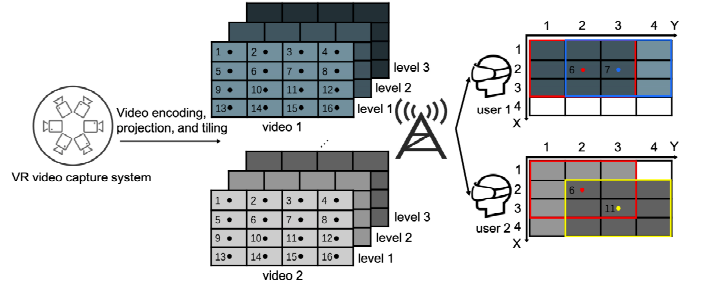 Video encoding,
projection, and tiling
VR video capture system
1 2 3 4
5 6 7 8
9 10 11 12
13 14 15 16
level 3
level 2
level 1
video 1
1 2 3 4
5 6 7 8
9 10 11 12
13 14 15 16
level 3
level 2
level 1
video 2
1 2 3 4 Y
1
2
3
4
X
6 7
user 1
1 2 3 4 Y
1
2
3
4
X
6
11
user 2